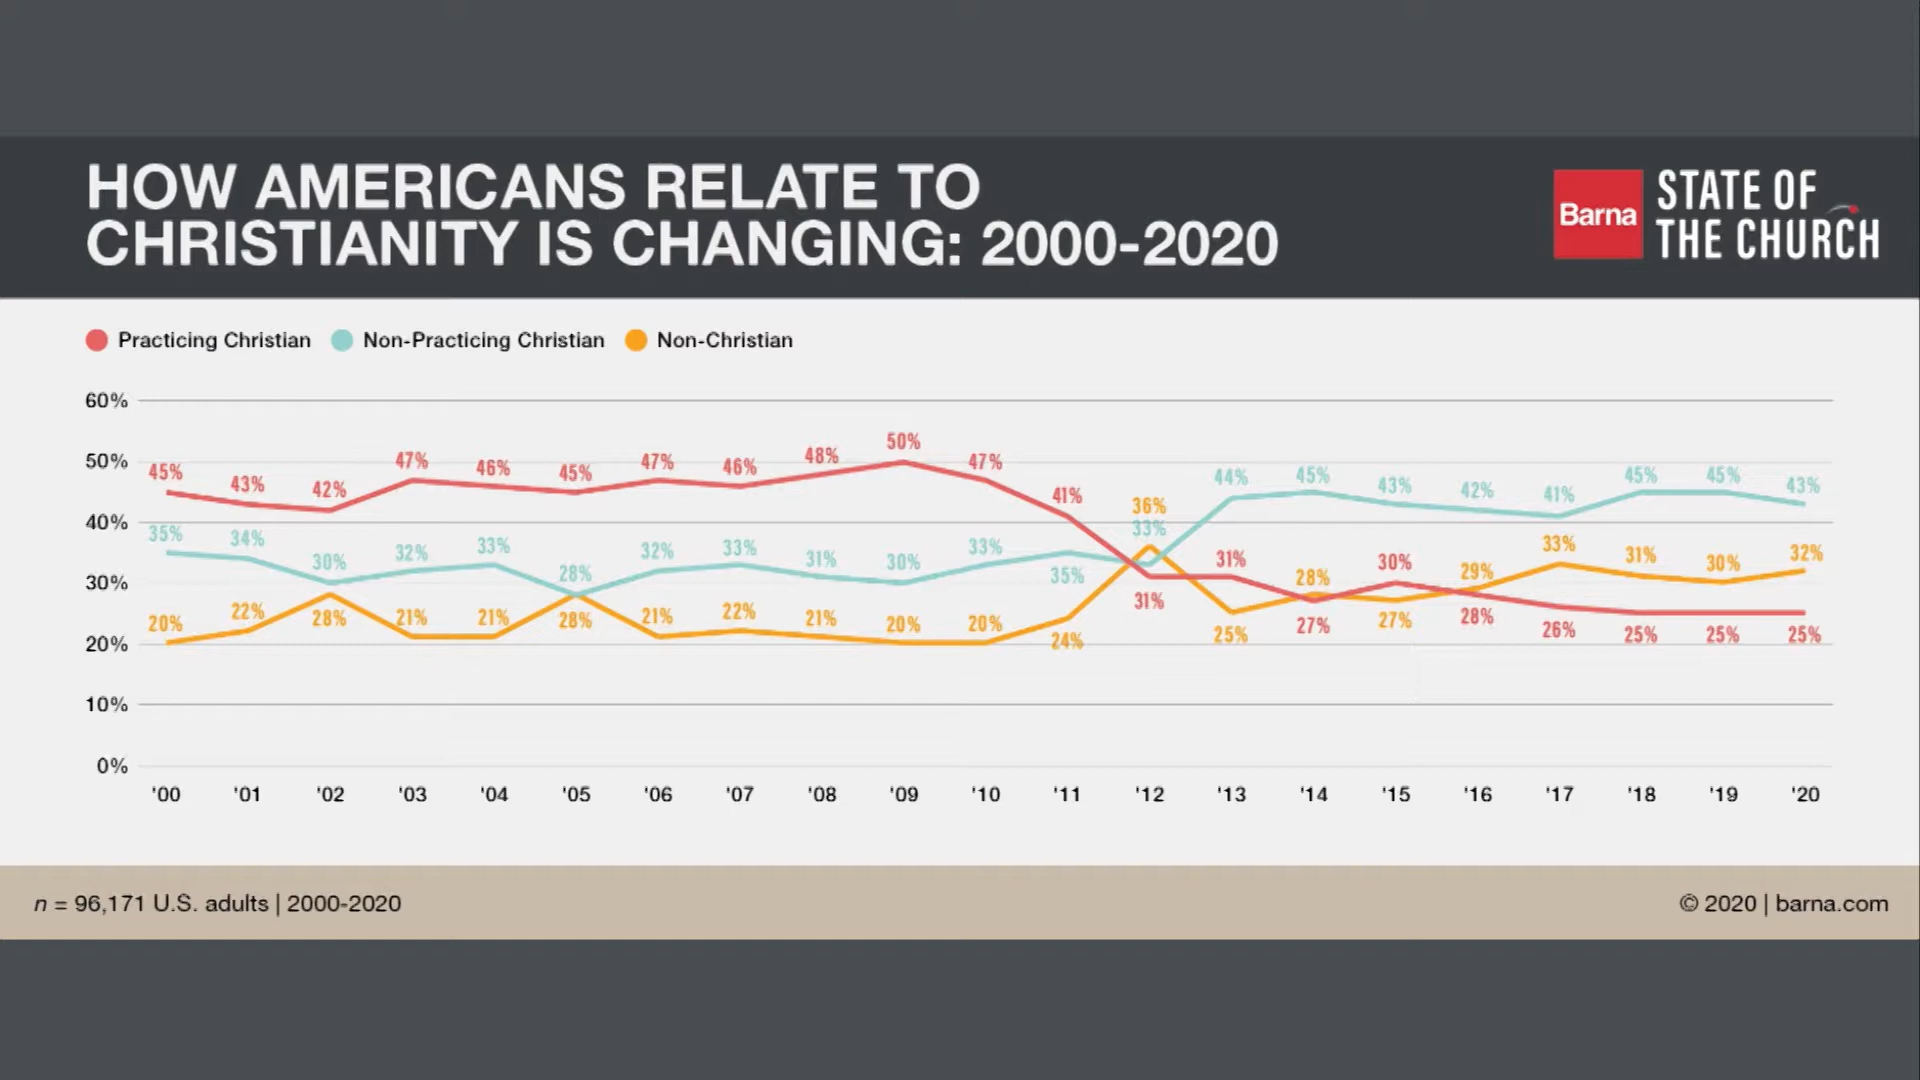 HOW AMERICANS RELATE TO
CHRISTIANITY IS CHANGING: 2000-2020
Barna
STATE OF
THE CHURCH
Practicing Christian Non-Practicing Christian Non-Christian
60%
50%
40%
30%
20%
10%
0%
45% 43% 42% 47% 46% 45% 47% 46% 48% 50% 47% 41% 31% 31% 27% 30% 28% 26% 25% 25% 25%
35% 34% 30% 32% 33% 28% 32% 33% 31% 30% 33% 35% 33% 44% 45% 43% 42% 41% 45% 45% 43%
20% 22% 28% 21% 21% 28% 21% 22% 21% 20% 20% 24% 36% 25% 28% 27% 29% 33% 31% 30% 32%
'00 '01 '02 '03 '04 '05 '06 '07 '08 '09 '10 '11 '12 '13 '14 '15 '16 '17 '18 '19 '20
n = 96,171 U.S. adults | 2000-2020
© 2020 | barna.com